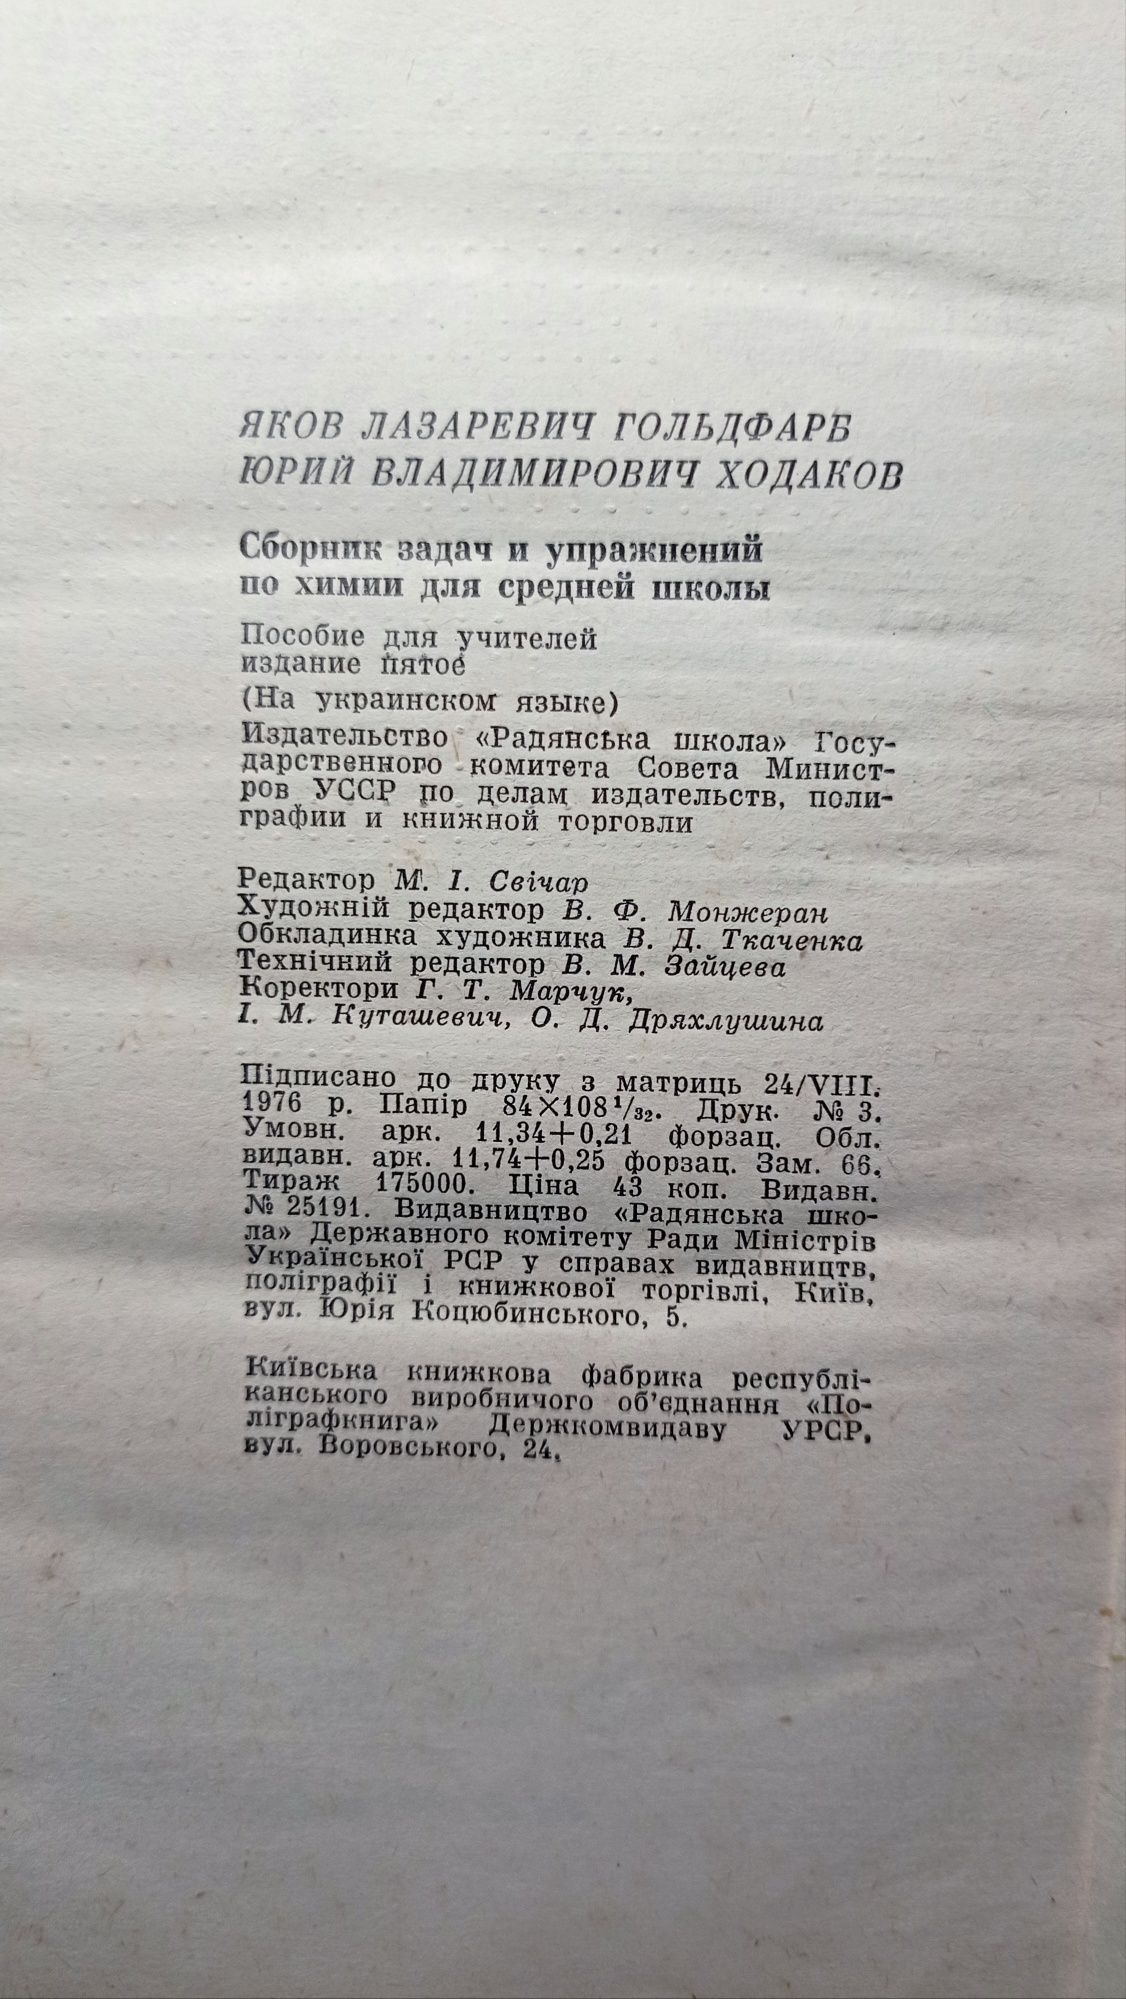 ЯКОВ ЛАЗАРЕВИЧ ГОЛЬДФАРБ
ЮРИЙ ВЛАДИМИРОВИЧ ХОДАКОВ
Сборник задач и упражнений
по химии для средней школы
Пособие для учителей
издание пятое
(На украинском языке)
Издательство «Радянська школа» Госу-
дарственного комитета Совета Минист-
ров УССР по делам издательств, поли-
графии и книжной торговли
Редактор М. І. Свічар
Художній редактор В. Ф. Монжеран
Обкладинка художника В. Д. Ткаченка
Технічний редактор В. М. Зайцева
Коректори Г. Т. Марчук,
І. М. Куташевич, О. Д. Дряхлушина
Підписано до друку з матриць 24/VIII.
1976 р. Папір 84×108 1/32. Друк. № 3.
Умовн. арк. 11,34+0,21 форзац. Обл.
видавн. арк. 11,74+0,25 форзац. Зам. 66.
Тираж 175000. Ціна 43 коп. Видавн.
№ 25191. Видавництво «Радянська шко-
ла» Державного комітету Ради Міністрів
Української РСР у справах видавництв,
поліграфії і книжкової торгівлі, Київ,
вул. Юрія Коцюбинського, 5.
Київська книжкова фабрика республі-
канського виробничого об'єднання «По-
ліграфкнига» Держкомвидаву УРСР,
вул. Воровського, 24.